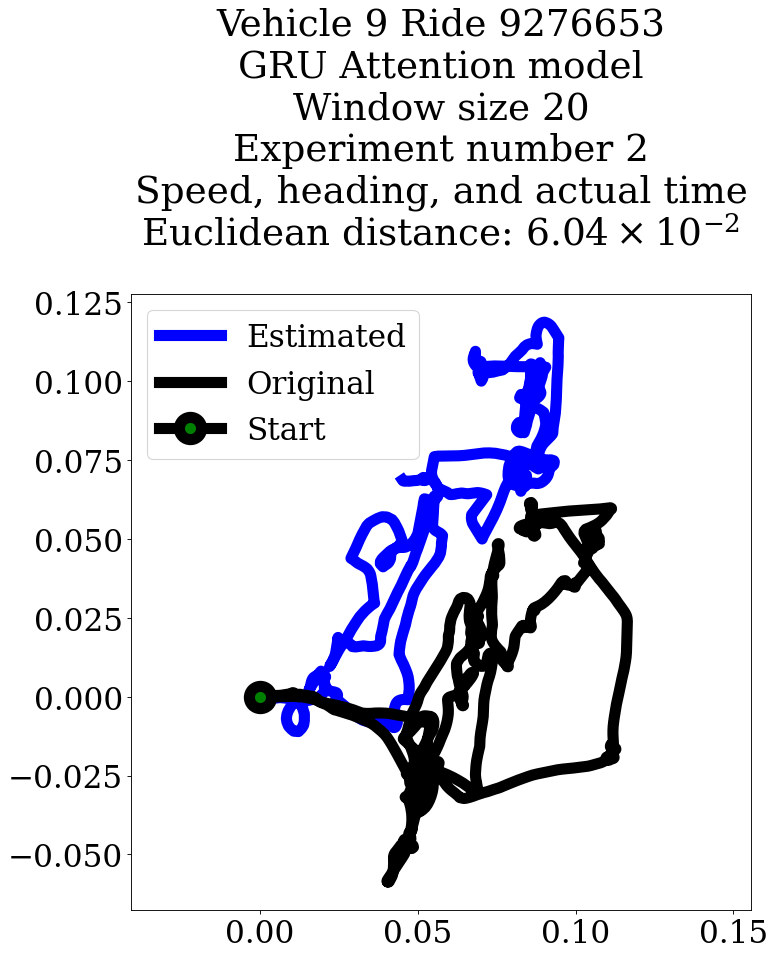 Vehicle 9 Ride 9276653
GRU Attention model
Window size 20
Experiment number 2
Speed, heading, and actual time
Euclidean distance: 6.04 × 10⁻²
Estimated
Original
Start
0.125
0.100
0.075
0.050
0.025
0.000
−0.025
−0.050
0.00 0.05 0.10 0.15